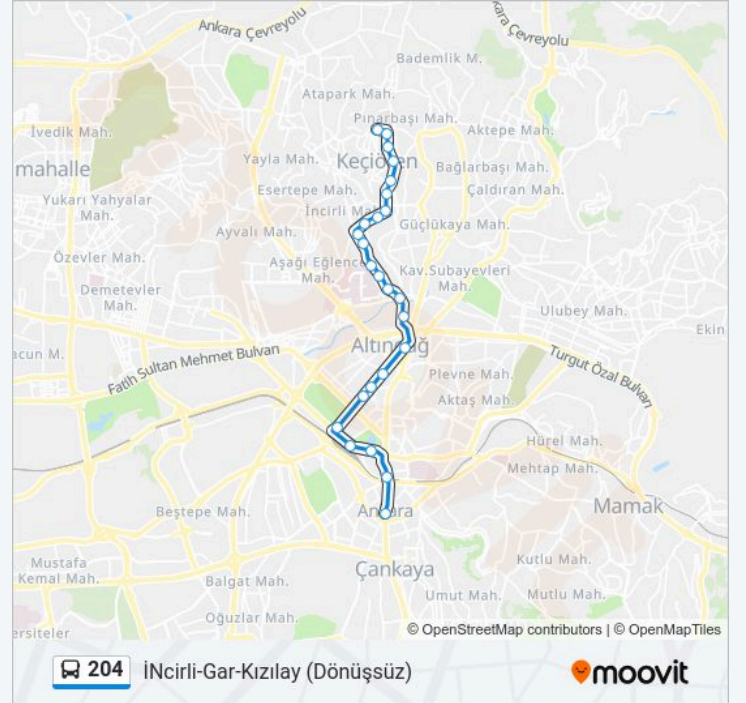 Ankara Çevreyolu
kara Çevreyolu
Bademlik M.
Atapark Mah.
Pınarbaşı Mah.
İvedik Mah.
Aktepe Mah.
mahalle
Yayla Mah.
Keçiören
Bağlarbaşı Mah.
Yukarı Yahyalar
Mah.
Esertepe Mah.
Çaldıran Mah.
İncirli Ma
Güçlükaya Mah.
Ayvalı Mah.
Özevler Mah.
Aşağı Eğlence
Mah.
Kav.Subayevleri
Mah.
Demetevler
Mah.
Ulubey Mah.
Ekin
acun M.
Fatih Sultan Mehmet Bulvarı
Altındağ
Turgut Özal Bulvarı
Plevne Mah.
Aktaş Mah.
Hürel Mah.
Mehtap Mah.
Beştepe Mah.
Ankara
Mamak
Mustafa
Kemal Mah.
Balgat Mah.
Çankaya
Kutlu Mah.
Umut Mah.
Mutlu Mah.
Oğuzlar Mah.
ersiteler
© OpenStreetMap contributors | © OpenMapTiles
204 İNcirli-Gar-Kızılay (Dönüşsüz)
moovit